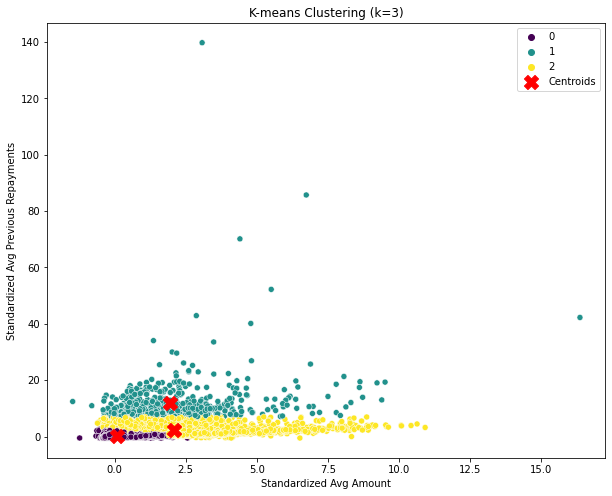 K-means Clustering (k=3)
0
1
2
Centroids
Standardized Avg Previous Repayments
140
120
100
80
60
40
20
0
0.0 2.5 5.0 7.5 10.0 12.5 15.0
Standardized Avg Amount